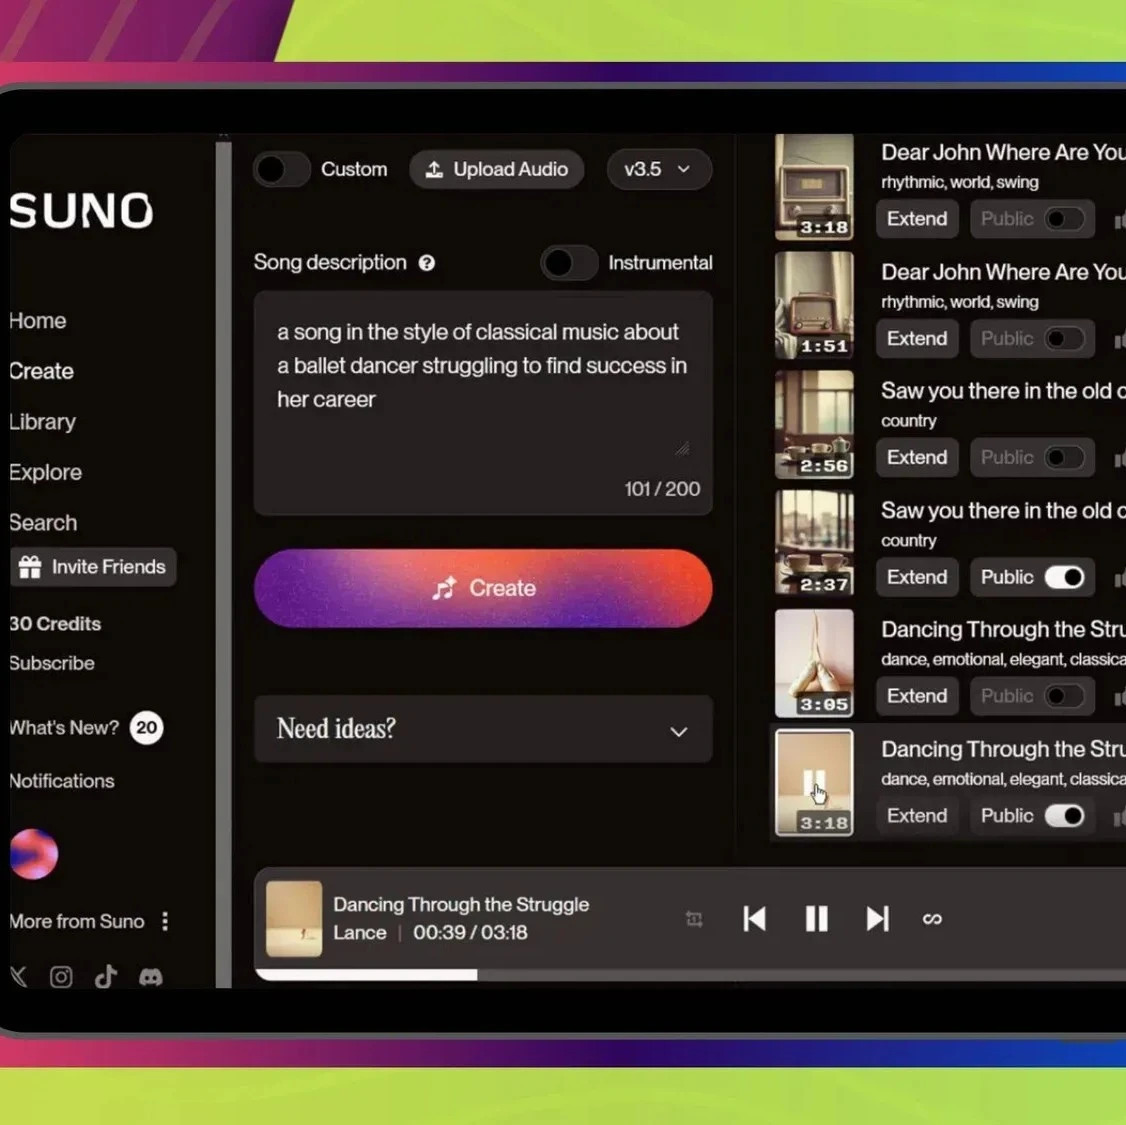 SUNO
Home
Create
Library
Explore
Search
Invite Friends
30 Credits
Subscribe
What's New? 20
Notifications
More from Suno
Custom
Upload Audio
v3.5
Song description ?
Instrumental
a song in the style of classical music about
a ballet dancer struggling to find success in
her career
101 / 200
Create
Need ideas?
Dear John Where Are You
rhythmic, world, swing
3:18
Extend
Public
Dear John Where Are You
rhythmic, world, swing
1:51
Extend
Public
Saw you there in the old
country
2:56
Extend
Public
Saw you there in the old
country
2:37
Extend
Public
Dancing Through the Stru
dance, emotional, elegant, classica
3:05
Extend
Public
Dancing Through the Stru
dance, emotional, elegant, classica
3:18
Extend
Public
Dancing Through the Struggle
Lance | 00:39 / 03:18